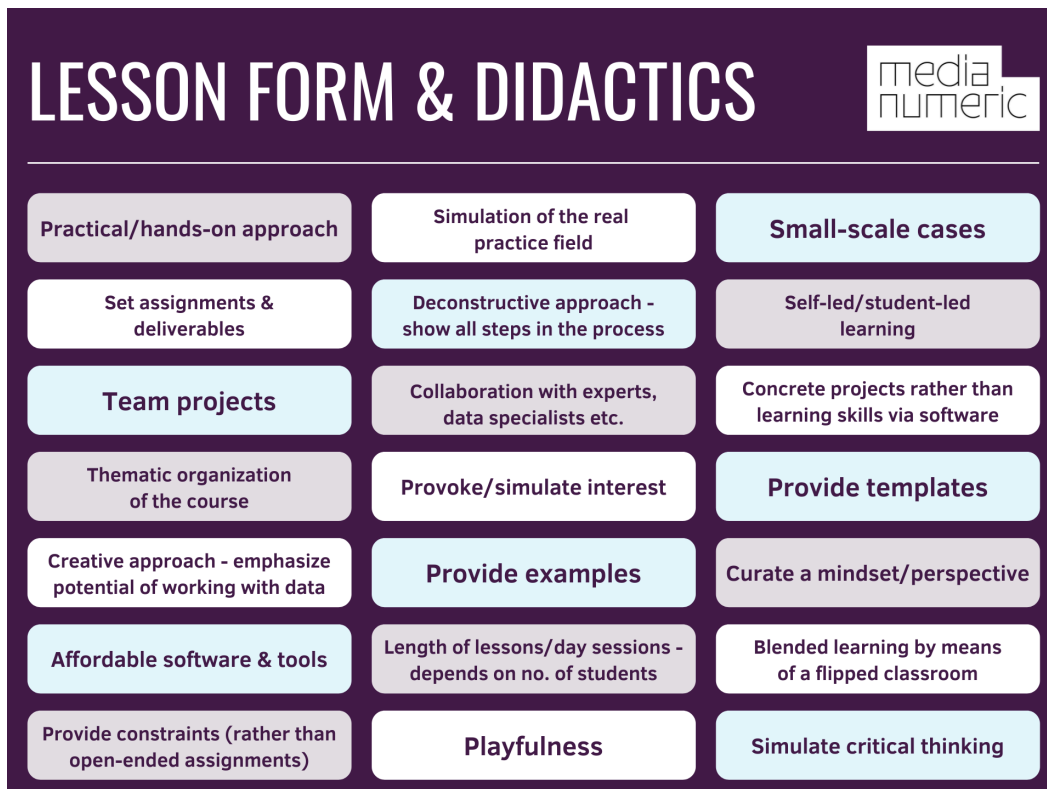 LESSON FORM & DIDACTICS
media
numeric
Practical/hands-on approach
Simulation of the real
practice field
Small-scale cases
Set assignments &
deliverables
Deconstructive approach -
show all steps in the process
Self-led/student-led
learning
Team projects
Collaboration with experts,
data specialists etc.
Concrete projects rather than
learning skills via software
Thematic organization
of the course
Provoke/simulate interest
Provide templates
Creative approach - emphasize
potential of working with data
Provide examples
Curate a mindset/perspective
Affordable software & tools
Length of lessons/day sessions -
depends on no. of students
Blended learning by means
of a flipped classroom
Provide constraints (rather than
open-ended assignments)
Playfulness
Simulate critical thinking